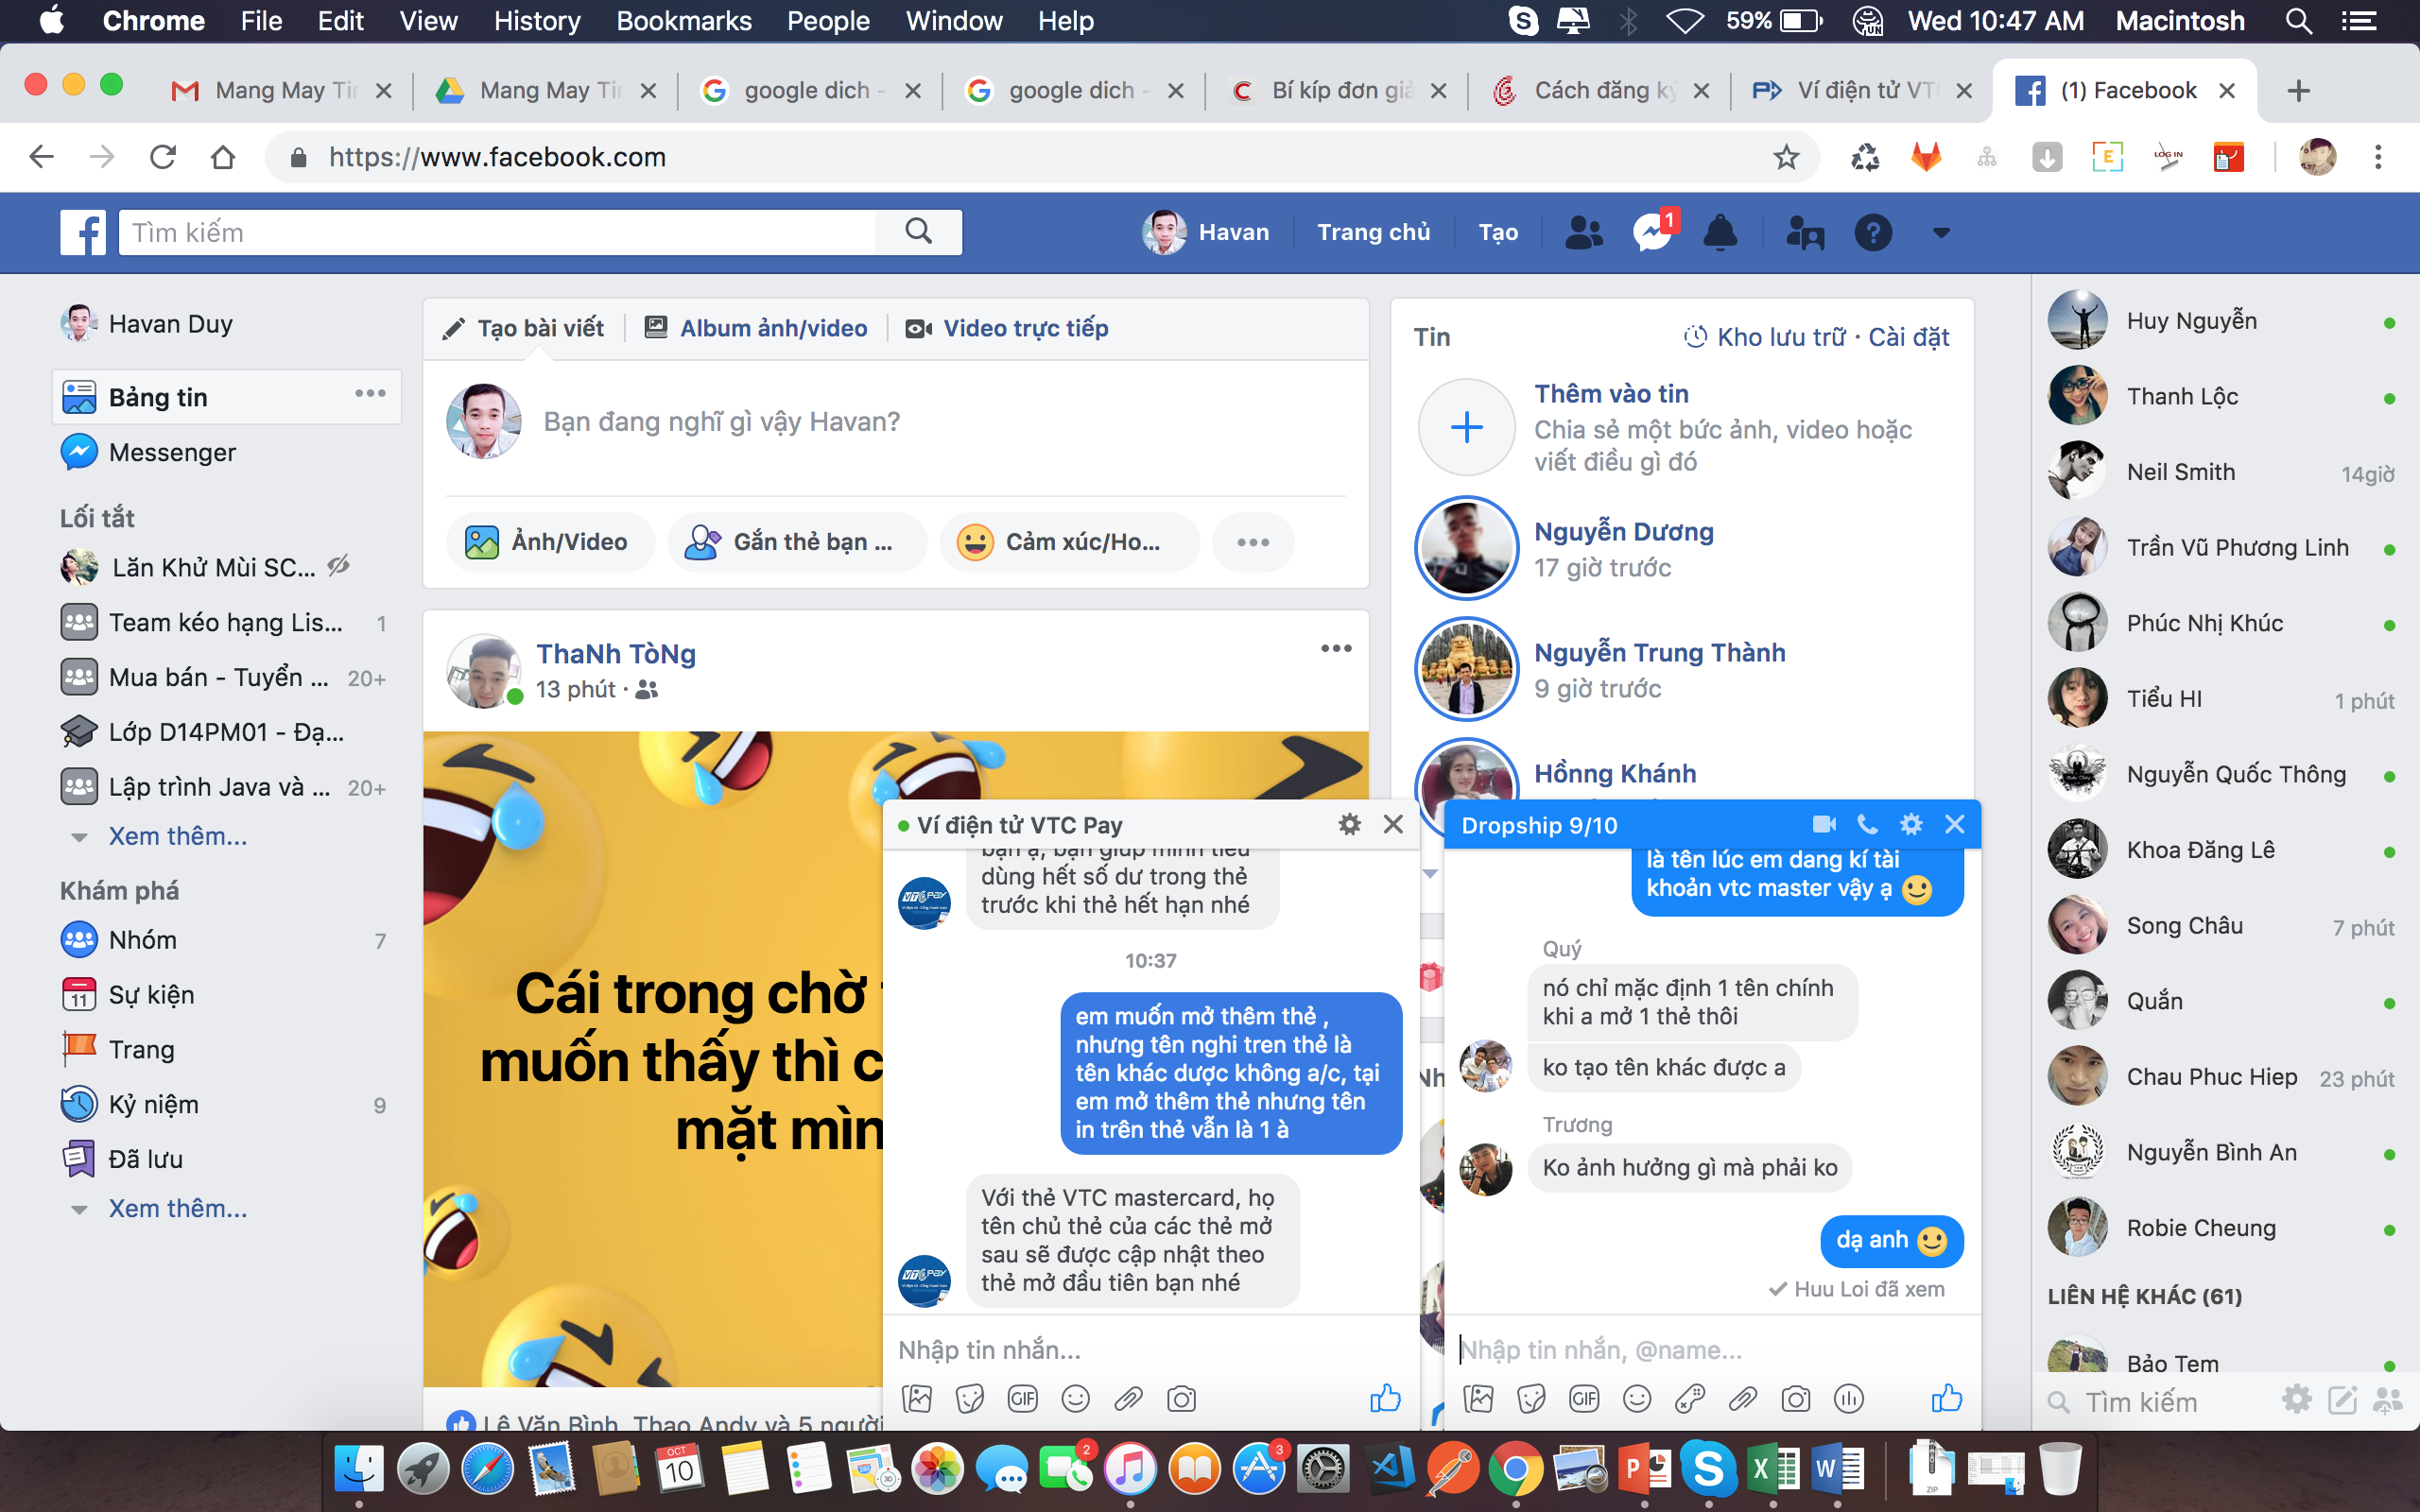 Chrome File Edit View History Bookmarks People Window Help
59% Wed 10:47 AM Macintosh
Mang May Tir
Mang May Tir
google dich -
google dich -
Bí kíp đơn giả
Cách đăng ký
Ví điện tử VTC
(1) Facebook
https://www.facebook.com
LOG IN
Tìm kiếm
Havan
Trang chủ
Tạo
1
Havan Duy
Bảng tin
Messenger
Lối tắt
Lăn Khử Mùi SC...
Team kéo hạng Lis... 1
Mua bán - Tuyển ... 20+
Lớp D14PM01 - Đạ...
Lập trình Java và ... 20+
Xem thêm...
Khám phá
Nhóm 7
11 Sự kiện
Trang
Kỷ niệm 9
Đã lưu
Xem thêm...
Tạo bài viết
Album ảnh/video
Video trực tiếp
Bạn đang nghĩ gì vậy Havan?
Ảnh/Video
Gắn thẻ bạn ...
Cảm xúc/Ho...
ThaNh TòNg
13 phút ·
Cái trong chờ
muốn thấy thì
mặt mìn
Lê Văn Bình, Thao Andy và 5 người
Tin
Kho lưu trữ · Cài đặt
Thêm vào tin
Chia sẻ một bức ảnh, video hoặc
viết điều gì đó
Nguyễn Dương
17 giờ trước
Nguyễn Trung Thành
9 giờ trước
Hồnng Khánh
Ví điện tử VTC Pay
bạn ạ, bạn giúp mình tiêu
dùng hết số dư trong thẻ
trước khi thẻ hết hạn nhé
10:37
em muốn mở thêm thẻ ,
nhưng tên nghi tren thẻ là
tên khác dược không a/c, tại
em mở thêm thẻ nhưng tên
in trên thẻ vẫn là 1 à
Với thẻ VTC mastercard, họ
tên chủ thẻ của các thẻ mở
sau sẽ được cập nhật theo
thẻ mở đầu tiên bạn nhé
Nhập tin nhắn...
GIF
Dropship 9/10
là tên lúc em dang kí tài
khoản vtc master vậy ạ
Quý
nó chỉ mặc định 1 tên chính
khi a mở 1 thẻ thôi
ko tạo tên khác được a
Trương
Ko ảnh hưởng gì mà phải ko
dạ anh
Huu Loi đã xem
Nhập tin nhắn, @name...
GIF
Huy Nguyễn
Thanh Lộc
Neil Smith 14giờ
Trần Vũ Phương Linh
Phúc Nhị Khúc
Tiểu HI 1 phút
Nguyễn Quốc Thông
Khoa Đăng Lê
Song Châu 7 phút
Quắn
Chau Phuc Hiep 23 phút
Nguyễn Bình An
Robie Cheung
LIÊN HỆ KHÁC (61)
Bảo Tem
Tìm kiếm
OCT
10
2
3
ZIP